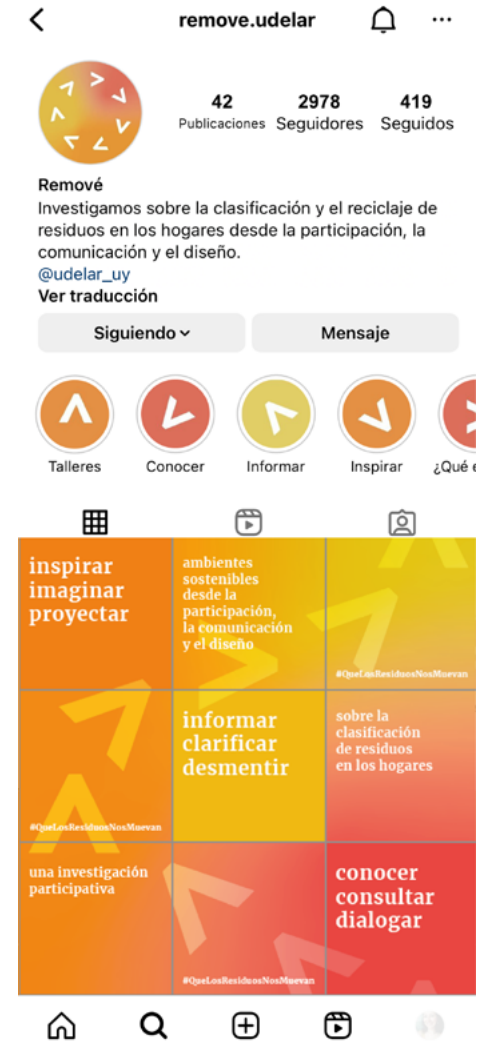 remove.udelar
42 2978 419
Publicaciones Seguidores Seguidos
Remové
Investigamos sobre la clasificación y el reciclaje de
residuos en los hogares desde la participación, la
comunicación y el diseño.
@udelar_uy
Ver traducción
Siguiendo Mensaje
Talleres Conocer Informar Inspirar ¿Qué e
inspirar
imaginar
proyectar
ambientes
sostenibles
desde la
participación,
la comunicación
y el diseño
#QueLosResiduosNosMuevan
#QueLosResiduosNosMuevan
informar
clarificar
desmentir
sobre la
clasificación
de residuos
en los hogares
una investigación
participativa
#QueLosResiduosNosMuevan
conocer
consultar
dialogar